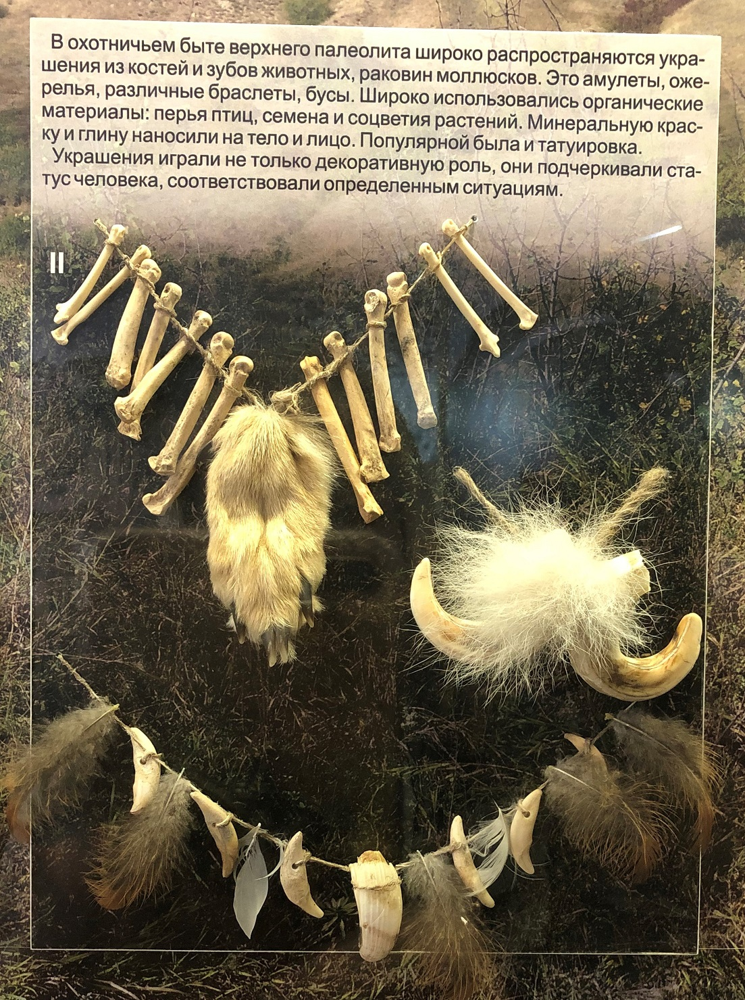 В охотничьем быте верхнего палеолита широко распространяются укра-
шения из костей и зубов животных, раковин моллюсков. Это амулеты, оже-
релья, различные браслеты, бусы. Широко использовались органические
материалы: перья птиц, семена и соцветия растений. Минеральную крас-
ку и глину наносили на тело и лицо. Популярной была и татуировка.
Украшения играли не только декоративную роль, они подчеркивали ста-
тус человека, соответствовали определенным ситуациям.
II